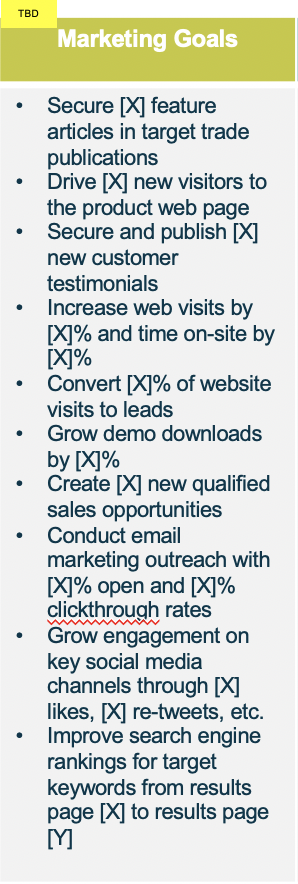 TBD
Marketing Goals
• Secure [X] feature
articles in target trade
publications
• Drive [X] new visitors to
the product web page
• Secure and publish [X]
new customer
testimonials
• Increase web visits by
[X]% and time on-site by
[X]%
• Convert [X]% of website
visits to leads
• Grow demo downloads
by [X]%
• Create [X] new qualified
sales opportunities
• Conduct email
marketing outreach with
[X]% open and [X]%
clickthrough rates
• Grow engagement on
key social media
channels through [X]
likes, [X] re-tweets, etc.
• Improve search engine
rankings for target
keywords from results
page [X] to results page
[Y]